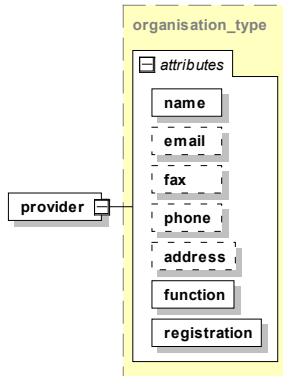 organisation_type
attributes
name
email
fax
phone
provider
address
function
registration